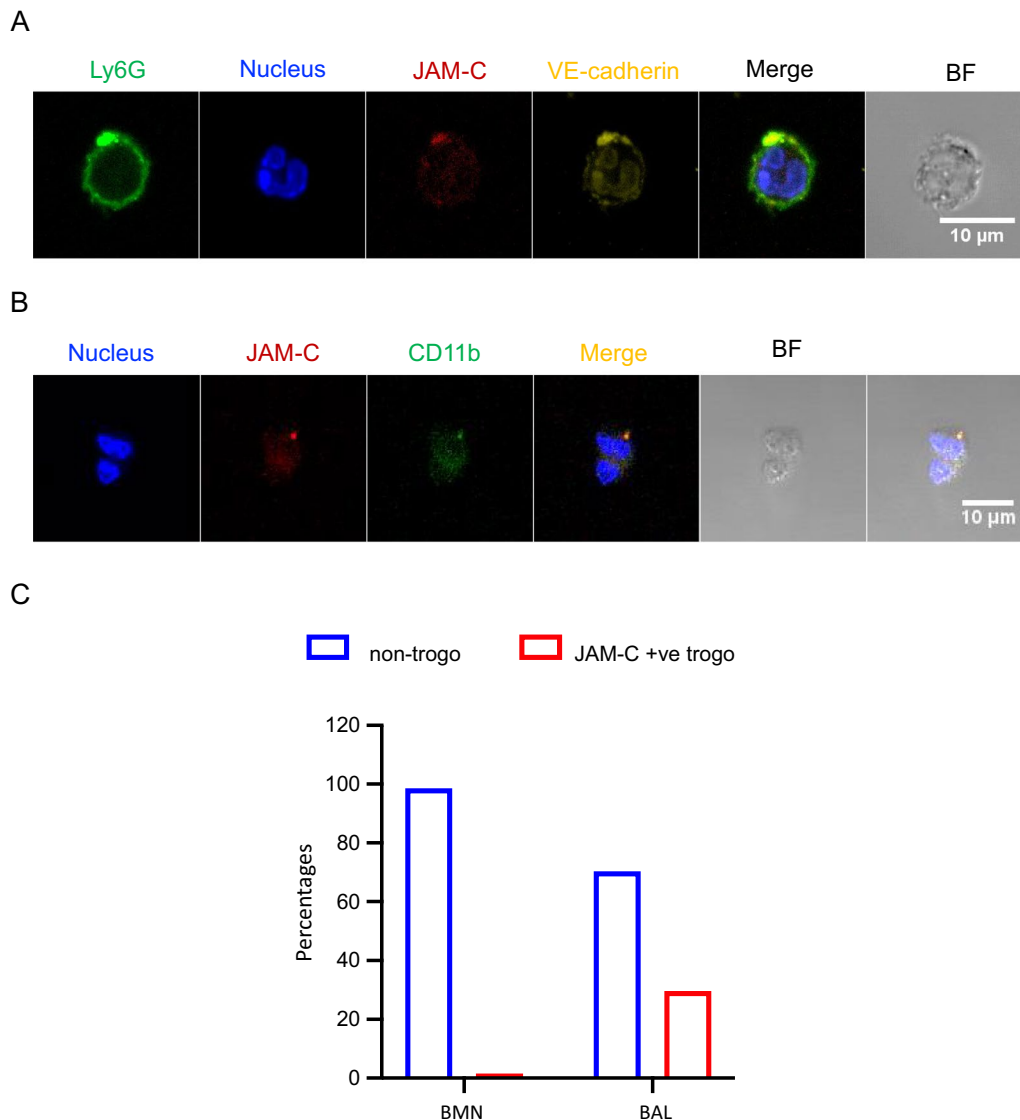 A
Ly6G Nucleus JAM-C VE-cadherin Merge BF
10 µm
B
Nucleus JAM-C CD11b Merge BF
10 µm
C
non-trogo JAM-C +ve trogo
120
100
80
60
40
20
0
Percentages
BMN BAL